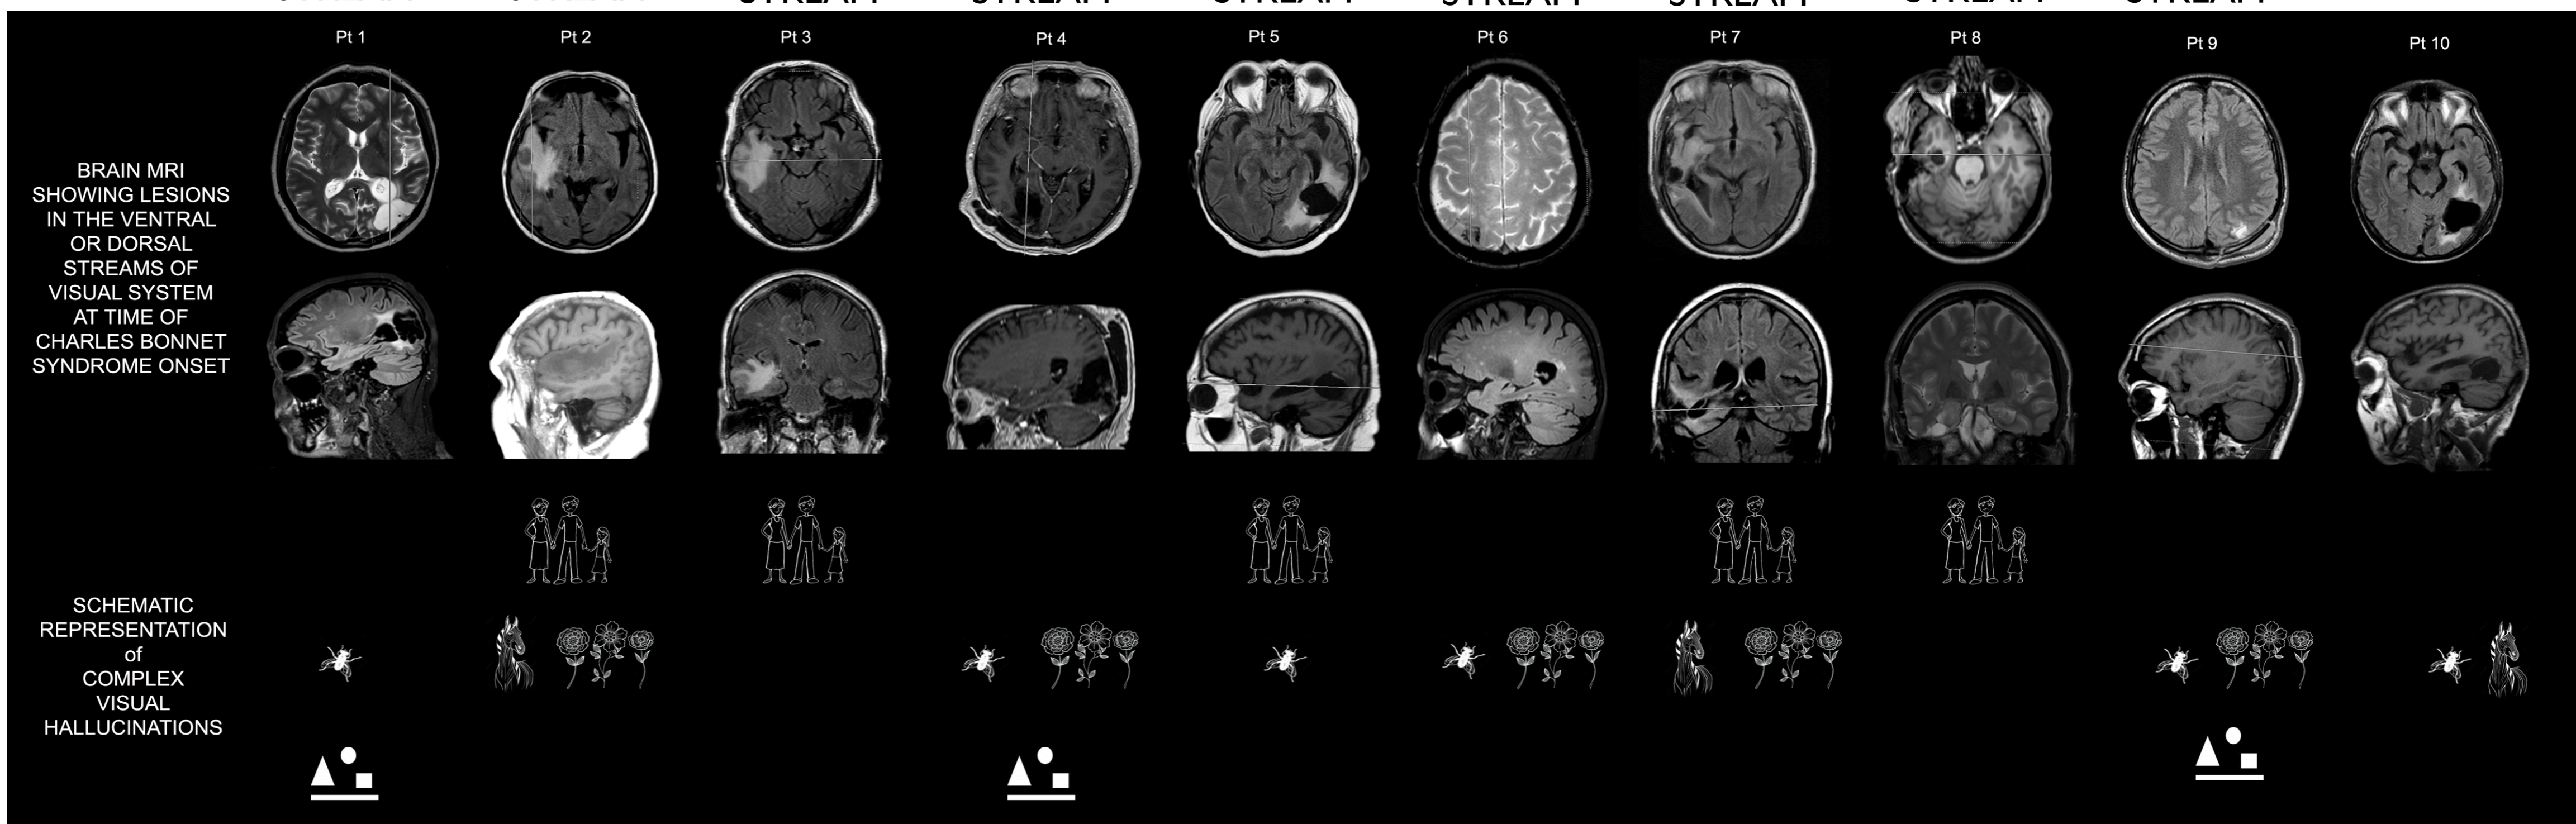 Pt 1
Pt 2
Pt 3
Pt 4
Pt 5
Pt 6
Pt 7
Pt 8
Pt 9
Pt 10
BRAIN MRI
SHOWING LESIONS
IN THE VENTRAL
OR DORSAL
STREAMS OF
VISUAL SYSTEM
AT TIME OF
CHARLES BONNET
SYNDROME ONSET
SCHEMATIC
REPRESENTATION
of
COMPLEX
VISUAL
HALLUCINATIONS